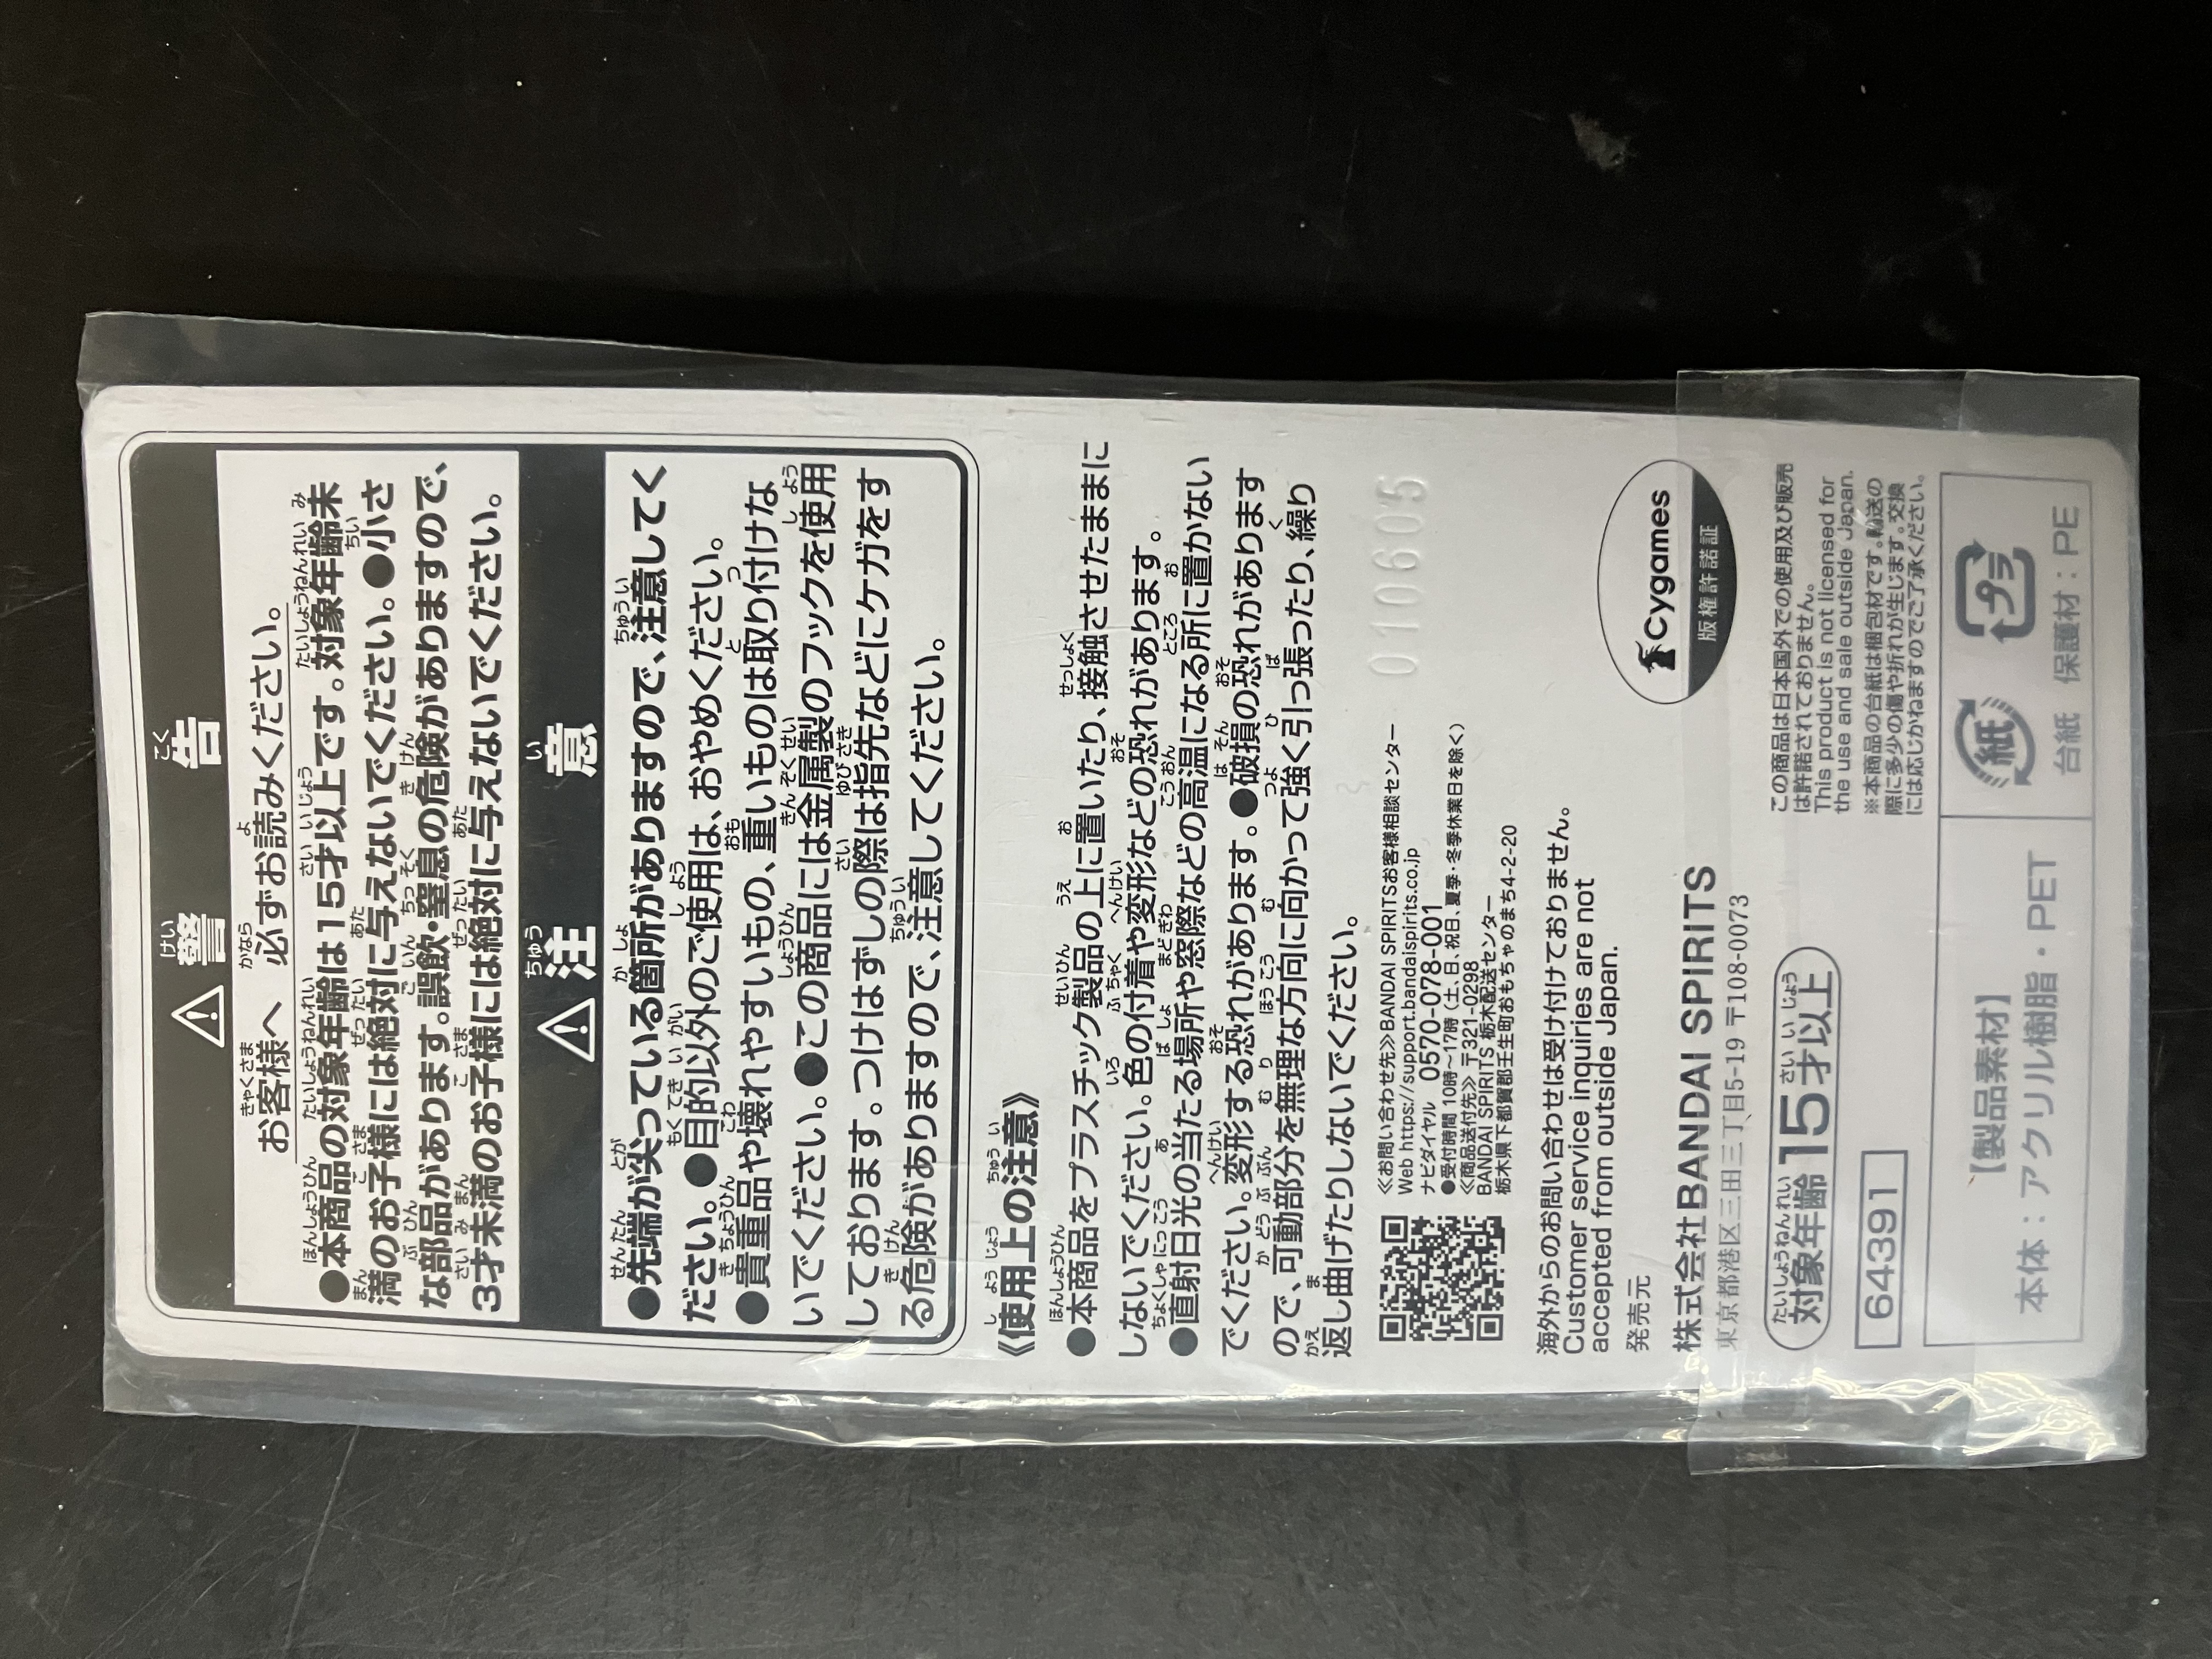 警告
お客様へ 必ずお読みください。
●本商品の対象年齢は15才以上です。対象年齢未
満のお子様には絶対に与えないでください。●小さ
な部品があります。誤飲・窒息の危険がありますので、
3才未満のお子様には絶対に与えないでください。
注意
●先端が尖っている箇所がありますので、注意してく
ださい。●目的以外のご使用は、おやめください。
●貴重品や壊れやすいもの、重いものは取り付けな
いでください。●この商品には金属製のフックを使用
しております。つけはずしの際は指先などにケガをす
る危険がありますので、注意してください。
《使用上の注意》
●本商品をプラスチック製品の上に置いたり、接触させたままに
しないでください。色の付着や変形などの恐れがあります。
●直射日光の当たる場所や窓際などの高温になる所に置かない
でください。変形する恐れがあります。●破損の恐れがあります
ので、可動部分を無理な方向に向かって強く引っ張ったり、繰り
返し曲げたりしないでください。
010605
≪お問い合わせ先≫BANDAI SPIRITSお客様相談センター
Web https://support.bandaispirits.co.jp
ナビダイヤル 0570-078-001
●受付時間 10時～17時（土、日、祝日、夏季・冬季休業日を除く）
≪商品送付先≫ 〒321-0298
BANDAI SPIRITS 栃木配送センター
栃木県下都賀郡壬生町おもちゃのまち4-2-20
海外からのお問い合わせは受け付けておりません。
Customer service inquiries are not
accepted from outside Japan.
発売元
株式会社BANDAI SPIRITS
東京都港区三田三丁目5-19 〒108-0073
Cygames
版権許諾証
対象年齢15才以上
64391
この商品は日本国外での使用及び販売
は許諾されておりません。
This product is not licensed for
the use and sale outside Japan.
※本商品の台紙は梱包材です。輸送の
際に多少の傷や折れが生じます。交換
には応じかねますのでご了承ください。
【製品素材】
本体：アクリル樹脂・PET
紙
プラ
台紙 保護材：PE